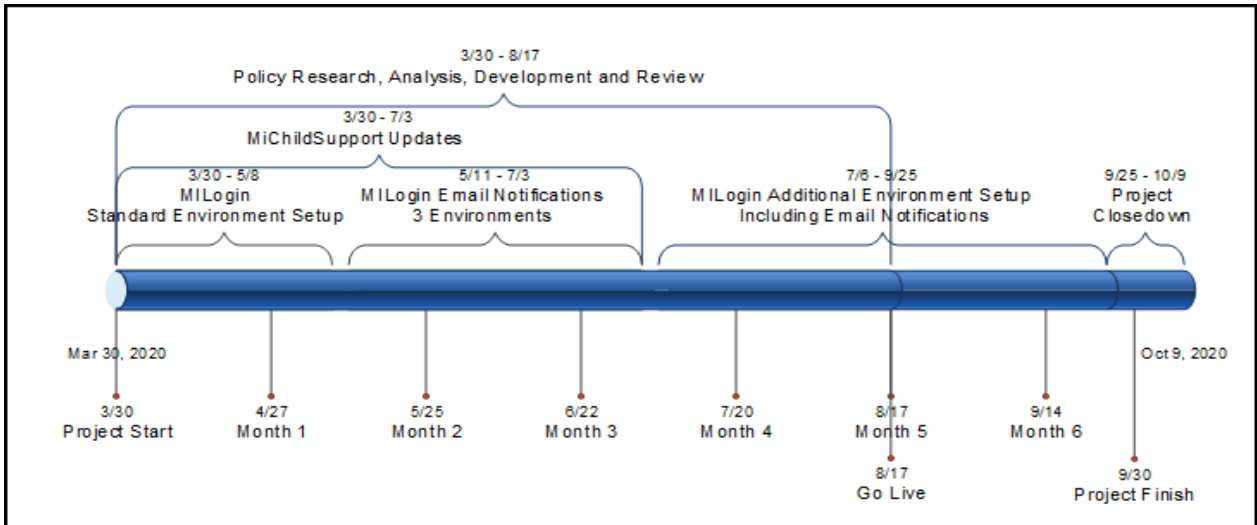 3/30 - 8/17
Policy Research, Analysis, Development and Review
3/30 - 7/3
MiChildSupport Updates
3/30 - 5/8
MILogin
Standard Environment Setup
5/11 - 7/3
MILogin Email Notifications
3 Environments
7/6 - 9/25
MILogin Additional Environment Setup
Including Email Notifications
9/25 - 10/9
Project
Closedown
Mar 30, 2020
Oct 9, 2020
3/30
Project Start
4/27
Month 1
5/25
Month 2
6/22
Month 3
7/20
Month 4
8/17
Month 5
9/14
Month 6
8/17
Go Live
9/30
Project Finish